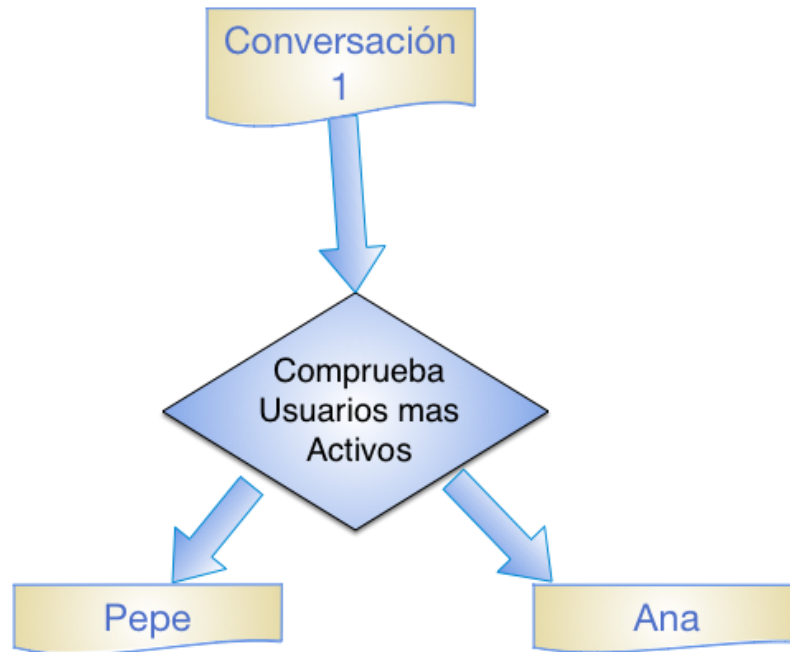 Conversación
1
Comprueba
Usuarios mas
Activos
Pepe
Ana